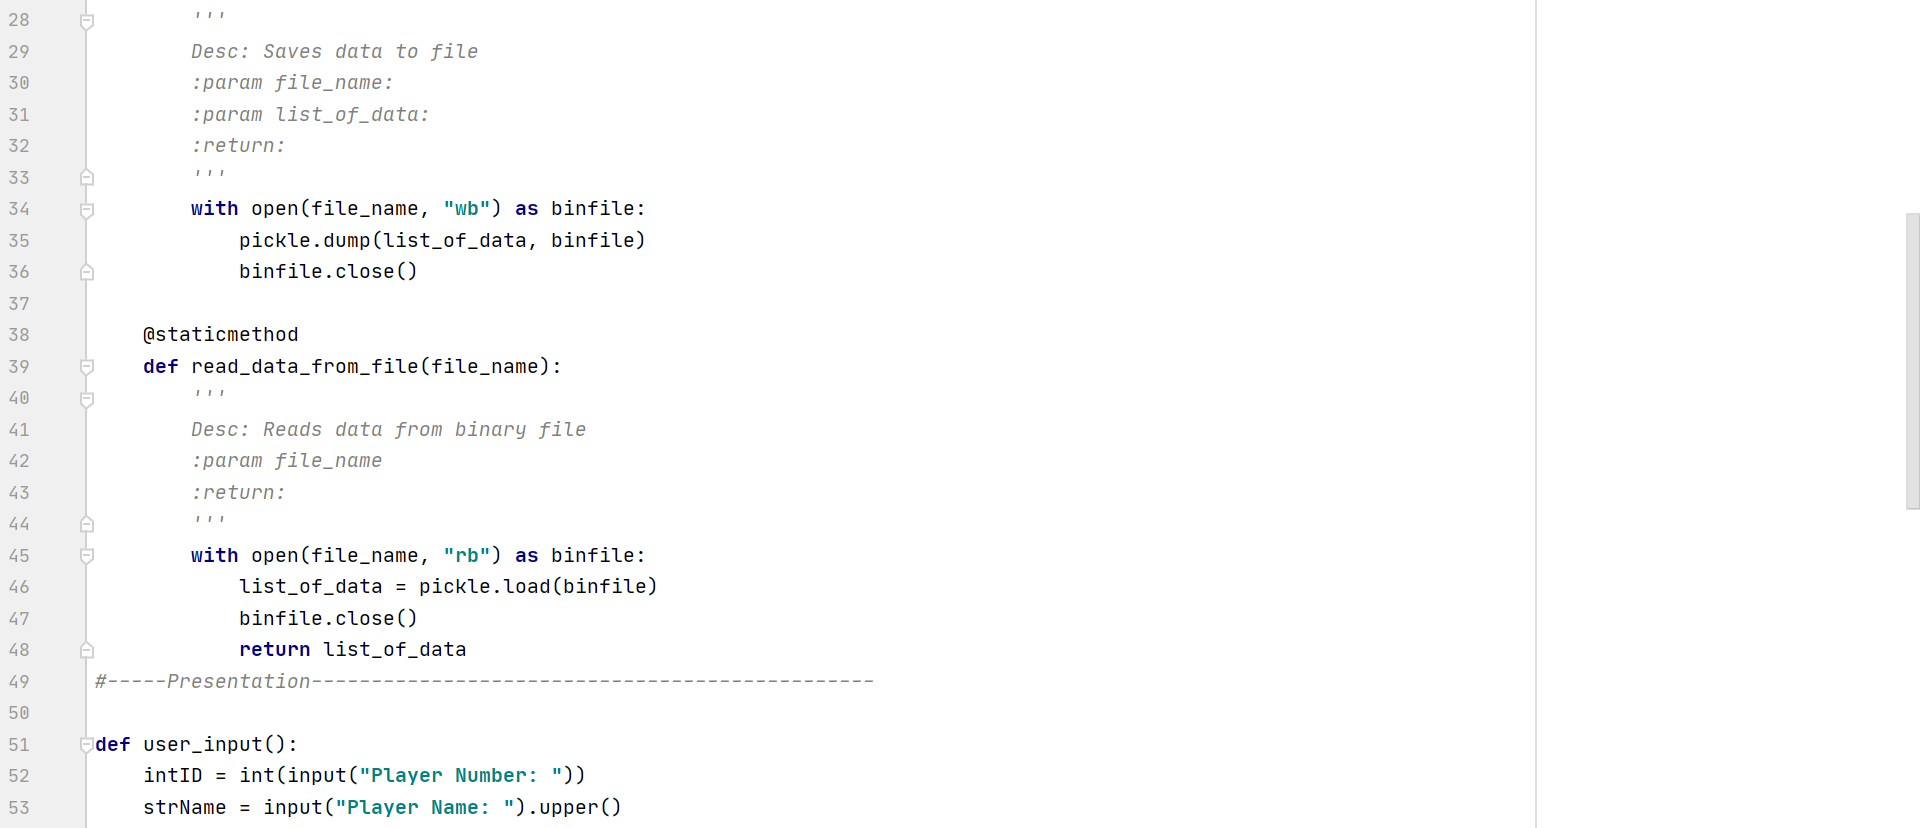 28         '''
29         Desc: Saves data to file
30         :param file_name:
31         :param list_of_data:
32         :return:
33         '''
34         with open(file_name, "wb") as binfile:
35             pickle.dump(list_of_data, binfile)
36             binfile.close()
37
38     @staticmethod
39     def read_data_from_file(file_name):
40         '''
41         Desc: Reads data from binary file
42         :param file_name
43         :return:
44         '''
45         with open(file_name, "rb") as binfile:
46             list_of_data = pickle.load(binfile)
47             binfile.close()
48             return list_of_data
49 #-----Presentation-----------------------------------------------
50
51 def user_input():
52     intID = int(input("Player Number: "))
53     strName = input("Player Name: ").upper()